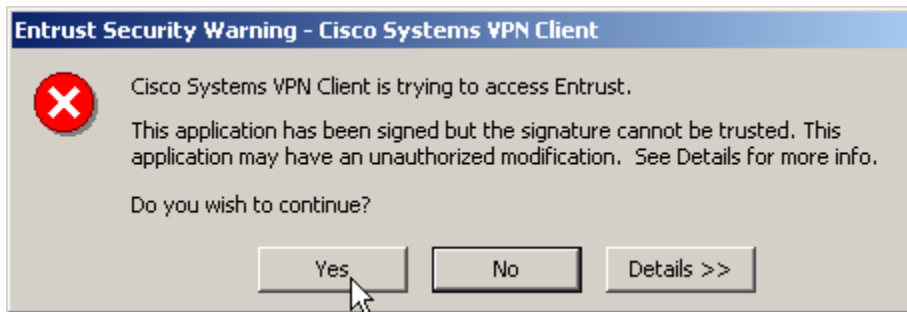 Entrust Security Warning - Cisco Systems VPN Client
Cisco Systems VPN Client is trying to access Entrust.
This application has been signed but the signature cannot be trusted. This
application may have an unauthorized modification.  See Details for more info.
Do you wish to continue?
Yes
No
Details >>